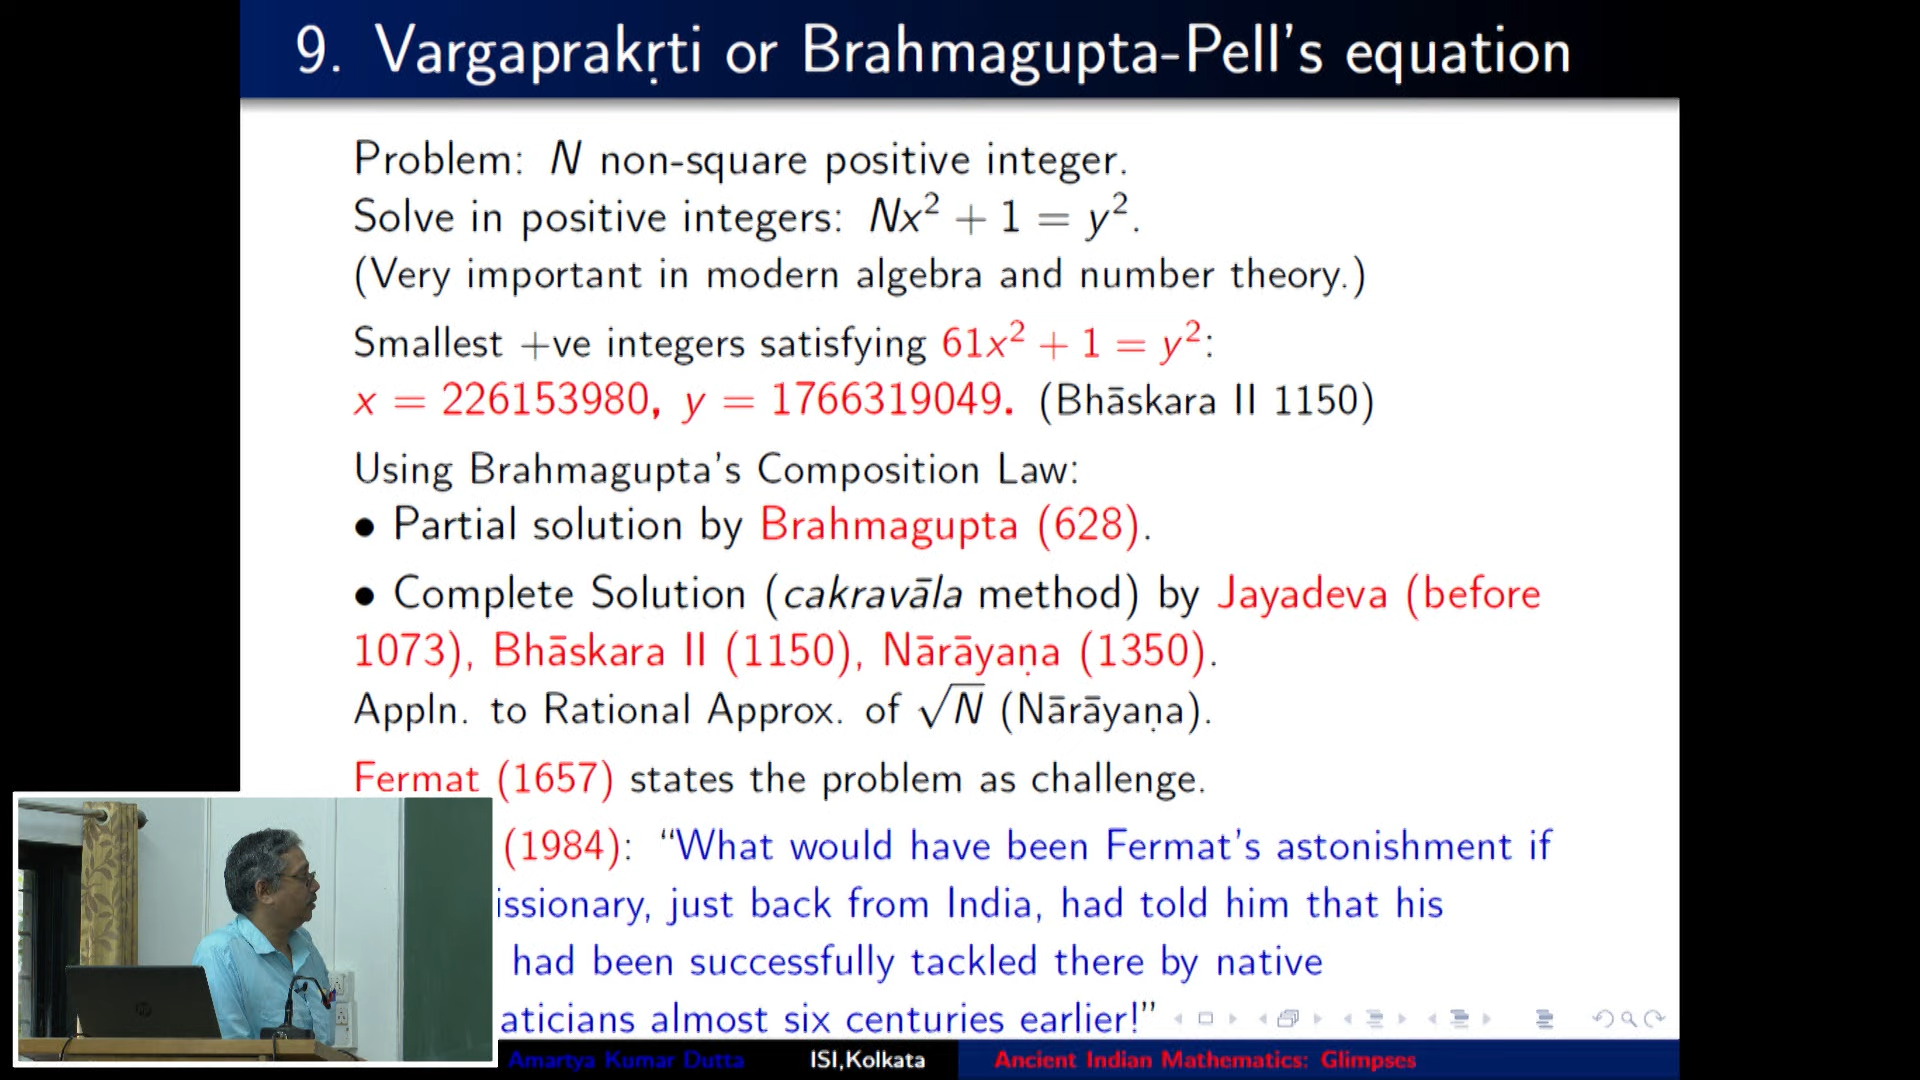 9. Vargaprakṛti or Brahmagupta-Pell's equation
Problem: N non-square positive integer.
Solve in positive integers: Nx² + 1 = y².
(Very important in modern algebra and number theory.)
Smallest +ve integers satisfying 61x² + 1 = y²:
x = 226153980, y = 1766319049. (Bhāskara II 1150)
Using Brahmagupta's Composition Law:
• Partial solution by Brahmagupta (628).
• Complete Solution (cakravāla method) by Jayadeva (before
1073), Bhāskara II (1150), Nārāyaṇa (1350).
Appln. to Rational Approx. of √N (Nārāyaṇa).
Fermat (1657) states the problem as challenge.
(1984): “What would have been Fermat's astonishment if
issionary, just back from India, had told him that his
had been successfully tackled there by native
aticians almost six centuries earlier!”
Amartya Kumar Dutta ISI,Kolkata Ancient Indian Mathematics: Glimpses